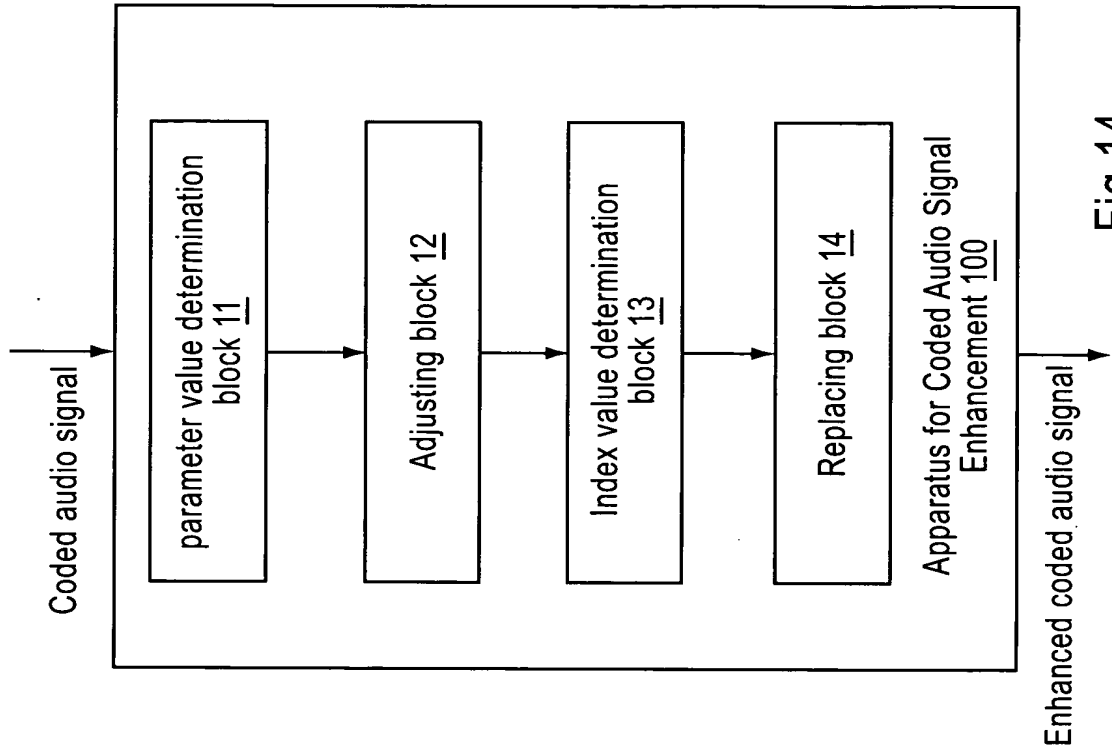 Coded audio signal
parameter value determination
block 11
Adjusting block 12
Index value determination
block 13
Replacing block 14
Apparatus for Coded Audio Signal
Enhancement 100
Enhanced coded audio signal
Fig. 14